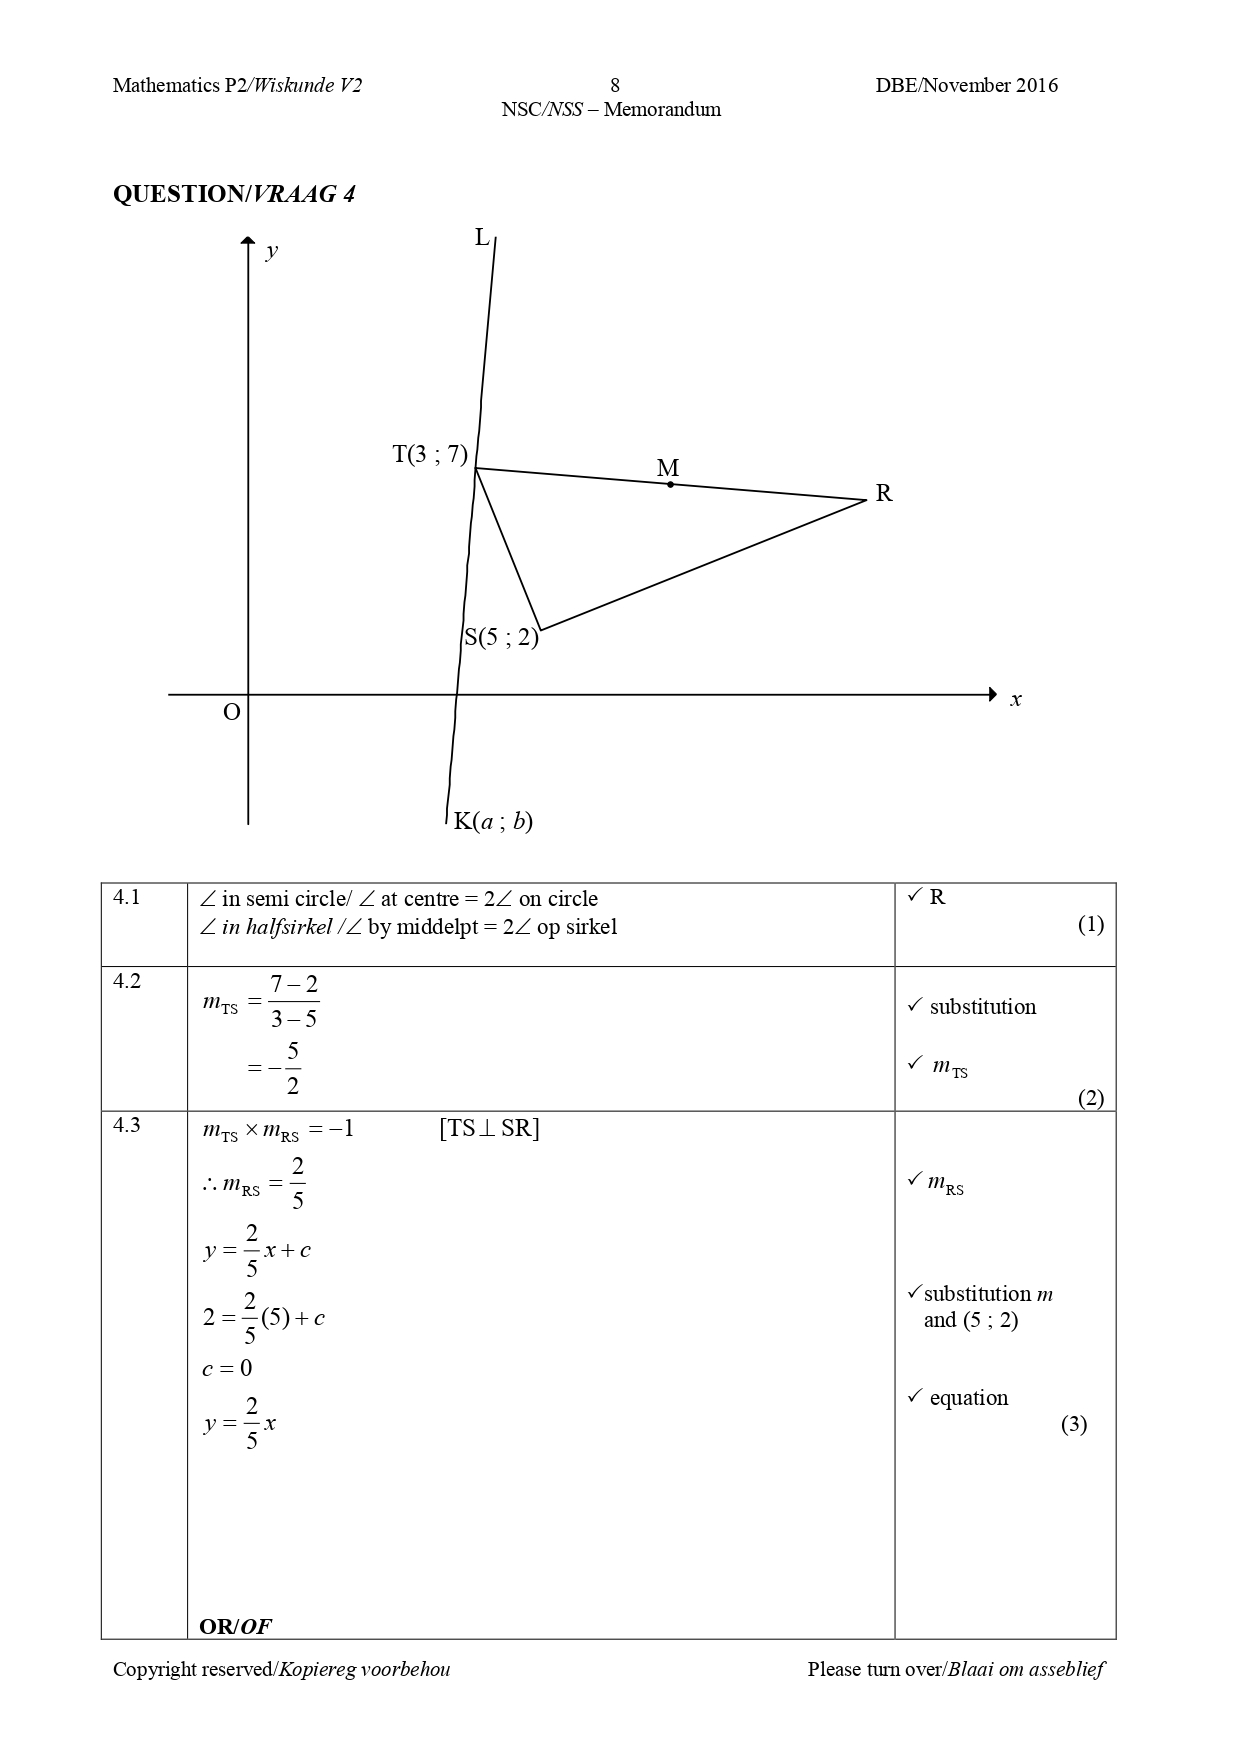 Mathematics P2/Wiskunde V2 8 DBE/November 2016
NSC/NSS – Memorandum
QUESTION/VRAAG 4
L
y
T(3 ; 7)
M
R
S(5 ; 2)
O
x
K(a ; b)
4.1 ∠ in semi circle/ ∠ at centre = 2∠ on circle ✓ R
∠ in halfsirkel /∠ by middelpt = 2∠ op sirkel (1)
4.2 m_TS = (7 − 2)/(3 − 5) ✓ substitution
= −5/2 ✓ m_TS
(2)
4.3 m_TS × m_RS = −1 [TS ⊥ SR]
∴ m_RS = 2/5 ✓ m_RS
y = 2/5 x + c
2 = 2/5 (5) + c ✓substitution m
and (5 ; 2)
c = 0
y = 2/5 x ✓ equation
(3)
OR/OF
Copyright reserved/Kopiereg voorbehou Please turn over/Blaai om asseblief